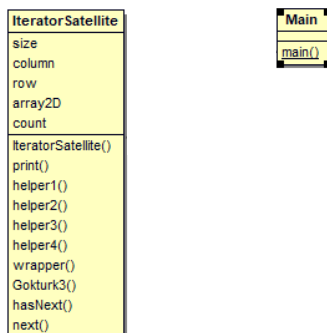 IteratorSatellite
size
column
row
array2D
count
IteratorSatellite()
print()
helper1()
helper2()
helper3()
helper4()
wrapper()
Gokturk3()
hasNext()
next()
Main
main()